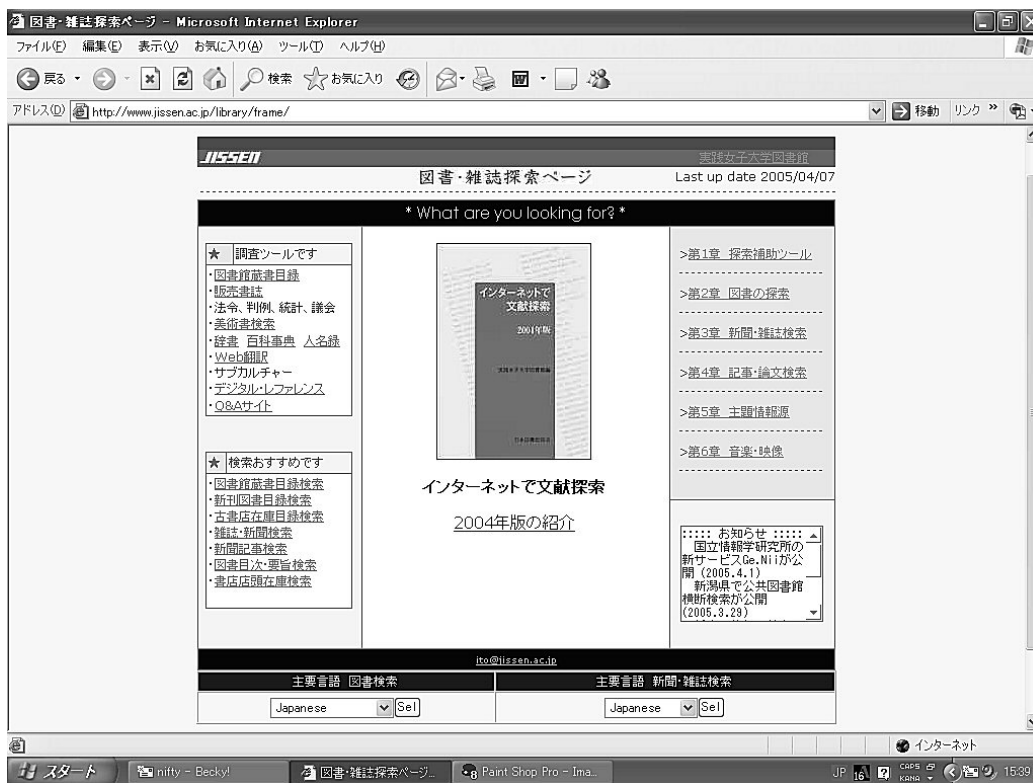 図書・雑誌探索ページ - Microsoft Internet Explorer
ファイル(F) 編集(E) 表示(V) お気に入り(A) ツール(T) ヘルプ(H)
戻る 検索 お気に入り
アドレス(D) http://www.jissen.ac.jp/library/frame/ 移動 リンク »
JISSEN 実践女子大学図書館
図書・雑誌探索ページ Last up date 2005/04/07
* What are you looking for? *
★ 調査ツールです
・図書館蔵書目録
・販売書誌
・法令、判例、統計、議会
・美術書検索
・辞書 百科事典 人名録
・Web翻訳
・サブカルチャー
・デジタル・レファレンス
・Q&Aサイト
★ 検索おすすめです
・図書館蔵書目録検索
・新刊図書目録検索
・古書店在庫目録検索
・雑誌・新聞検索
・新聞記事検索
・図書目次・要旨検索
・書店店頭在庫検索
インターネットで
文献探索
2004年版
実践女子大学図書館編
日本図書館協会
インターネットで文献探索
2004年版の紹介
>第1章 探索補助ツール
>第2章 図書の探索
>第3章 新聞・雑誌検索
>第4章 記事・論文検索
>第5章 主題情報源
>第6章 音楽・映像
::::: お知らせ :::::
国立情報学研究所の
新サービスGe.Niiが公
開 (2005.4.1)
新潟県で公共図書館
横断検索が公開
(2005.3.29)
ito@jissen.ac.jp
主要言語 図書検索 主要言語 新聞・雑誌検索
Japanese Sel Japanese Sel
インターネット
スタート nifty - Becky! 図書・雑誌探索ページ... Paint Shop Pro - Ima... JP 16 CAPS KANA 15:39